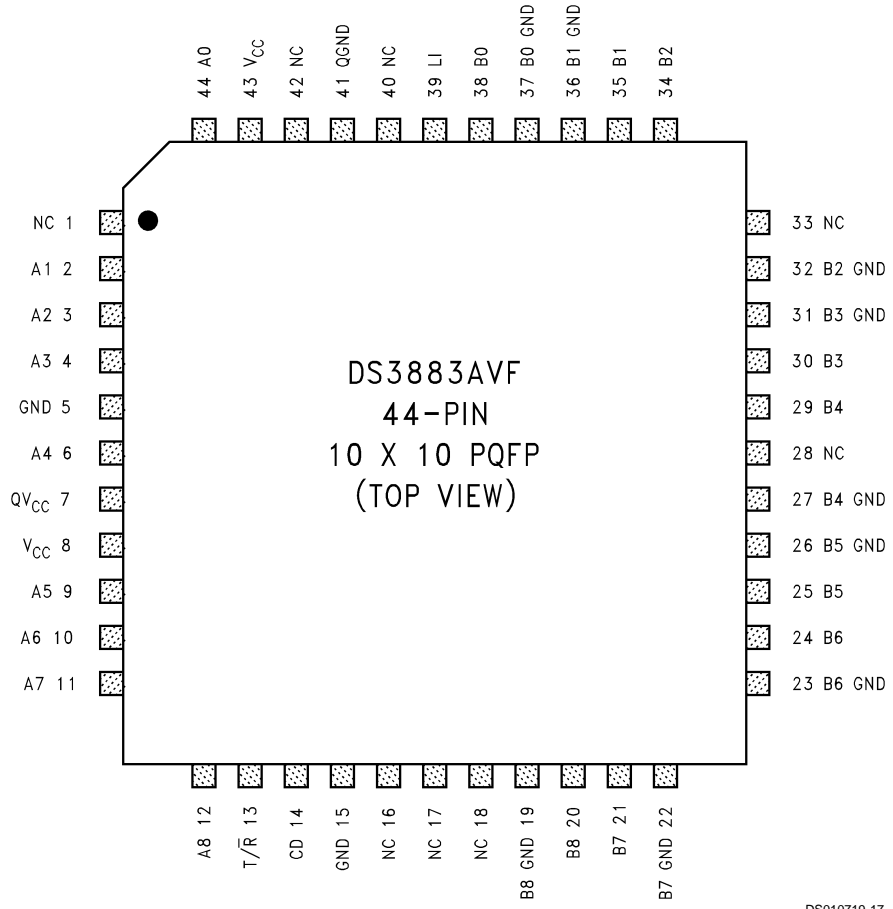 44 A0
43 VCC
42 NC
41 QGND
40 NC
39 LI
38 B0
37 B0 GND
36 B1 GND
35 B1
34 B2
NC 1
A1 2
A2 3
A3 4
GND 5
A4 6
QVCC 7
VCC 8
A5 9
A6 10
A7 11
DS3883AVF
44-PIN
10 X 10 PQFP
(TOP VIEW)
33 NC
32 B2 GND
31 B3 GND
30 B3
29 B4
28 NC
27 B4 GND
26 B5 GND
25 B5
24 B6
23 B6 GND
A8 12
T/R̅ 13
CD 14
GND 15
NC 16
NC 17
NC 18
B8 GND 19
B8 20
B7 21
B7 GND 22
DS010719-17